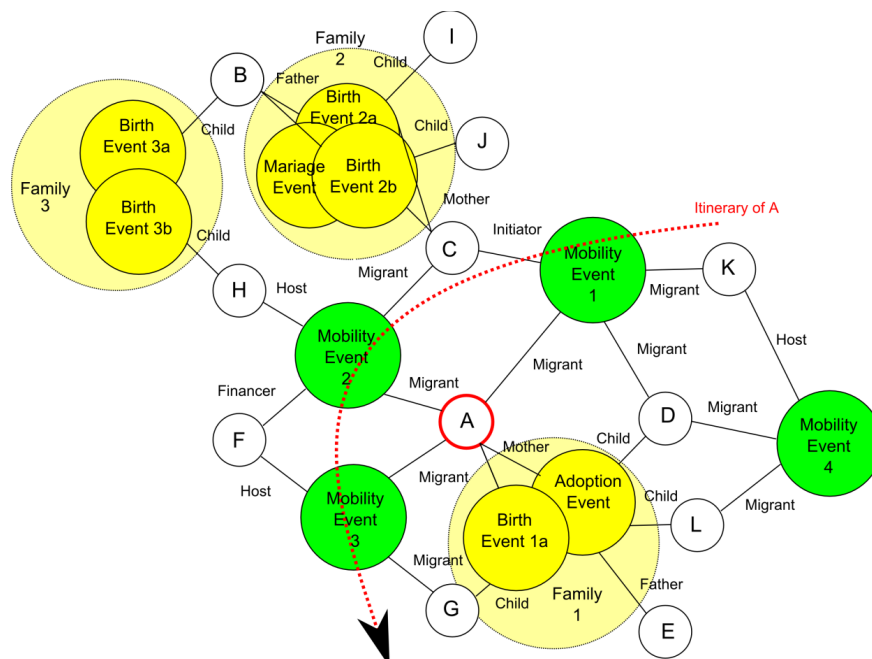 Family
2
I
B
Father
Child
Birth
Event 2a
Birth
Event 3a
Child
Child
J
Mariage
Event
Birth
Event 2b
Family
3
Mother
Itinerary of A
Birth
Event 3b
Child
Initiator
C
Mobility
Event
1
K
Migrant
Migrant
H
Host
Mobility
Event
2
Host
Migrant
Migrant
Financer
Migrant
Migrant
A
D
F
Mother
Child
Mobility
Event
4
Migrant
Host
Adoption
Event
Child
Migrant
Mobility
Event
3
Birth
Event 1a
L
Migrant
Father
Child
Family
1
G
E